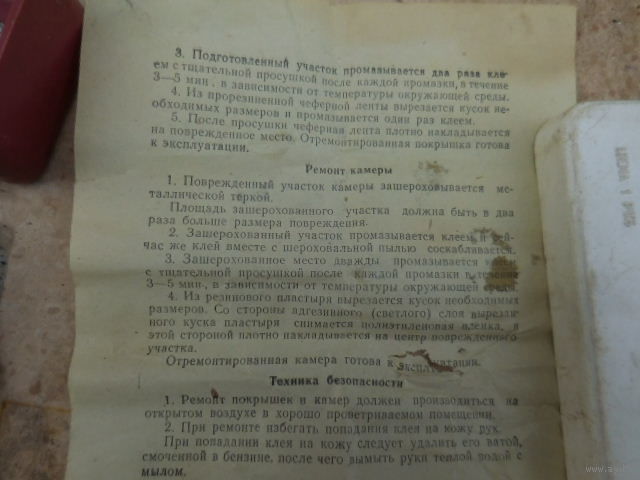 3. Подготовленный участок промазывается два раза кле-
ем с тщательной просушкой после каждой промазки, в течение
3—5 мин., в зависимости от температуры окружающей среды.
4. Из прорезиненной чеферной ленты вырезается кусок не-
обходимых размеров и промазывается один раз клеем.
5. После просушки чеферная лента плотно накладывается
на поврежденное место. Отремонтированная покрышка готова
к эксплуатации.
Ремонт камеры
1. Поврежденный участок камеры зашероховывается ме-
таллической теркой.
Площадь зашерохованного участка должна быть в два
раза больше размера повреждения.
2. Зашерохованный участок промазывается клеем и сей-
час же клей вместе с шероховальной пылью соскабливается.
3. Зашерохованное место дважды промазывается клеем
с тщательной просушкой после каждой промазки в течение
3—5 мин., в зависимости от температуры окружающей среды.
4. Из резинового пластыря вырезается кусок необходимых
размеров. Со стороны адгезивного (светлого) слоя вырезан-
ного куска пластыря снимается полиэтиленовая пленка, и
этой стороной плотно накладывается на центр поврежденного
участка.
Отремонтированная камера готова к эксплуатации.
Техника безопасности
1. Ремонт покрышек и камер должен производиться на
открытом воздухе в хорошо проветриваемом помещении.
2. При ремонте избегать попадания клея на кожу рук.
При попадании клея на кожу следует удалить его ватой,
смоченной в бензине, после чего вымыть руки теплой водой с
мылом.